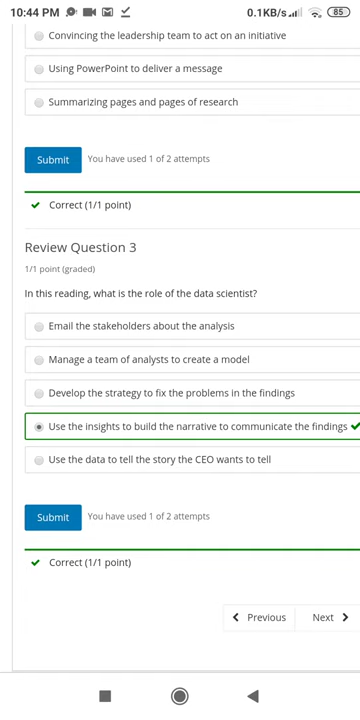 10:44 PM
0.1KB/s
85
Convincing the leadership team to act on an initiative
Using PowerPoint to deliver a message
Summarizing pages and pages of research
Submit
You have used 1 of 2 attempts
Correct (1/1 point)
Review Question 3
1/1 point (graded)
In this reading, what is the role of the data scientist?
Email the stakeholders about the analysis
Manage a team of analysts to create a model
Develop the strategy to fix the problems in the findings
Use the insights to build the narrative to communicate the findings
Use the data to tell the story the CEO wants to tell
Submit
You have used 1 of 2 attempts
Correct (1/1 point)
Previous
Next